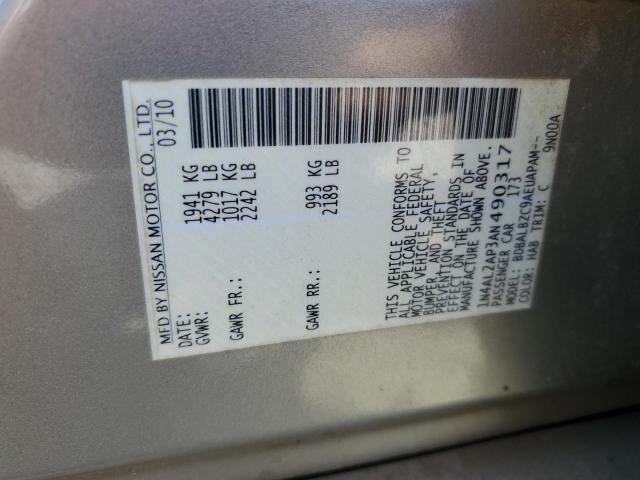 MFD BY NISSAN MOTOR CO., LTD.
DATE: 03/10
GVWR: 1941 KG
4279 LB
GAWR FR.: 1017 KG
2242 LB
GAWR RR.: 993 KG
2189 LB
THIS VEHICLE CONFORMS TO
ALL APPLICABLE FEDERAL
MOTOR VEHICLE SAFETY,
BUMPER, AND THEFT
PREVENTION STANDARDS IN
EFFECT ON THE DATE OF
MANUFACTURE SHOWN ABOVE.
1N4AL2AP3AN490317
PASSENGER CAR 173
MODEL: BDBALBZC9AEUAPAM--
COLOR: HAB TRIM: C 9N00A